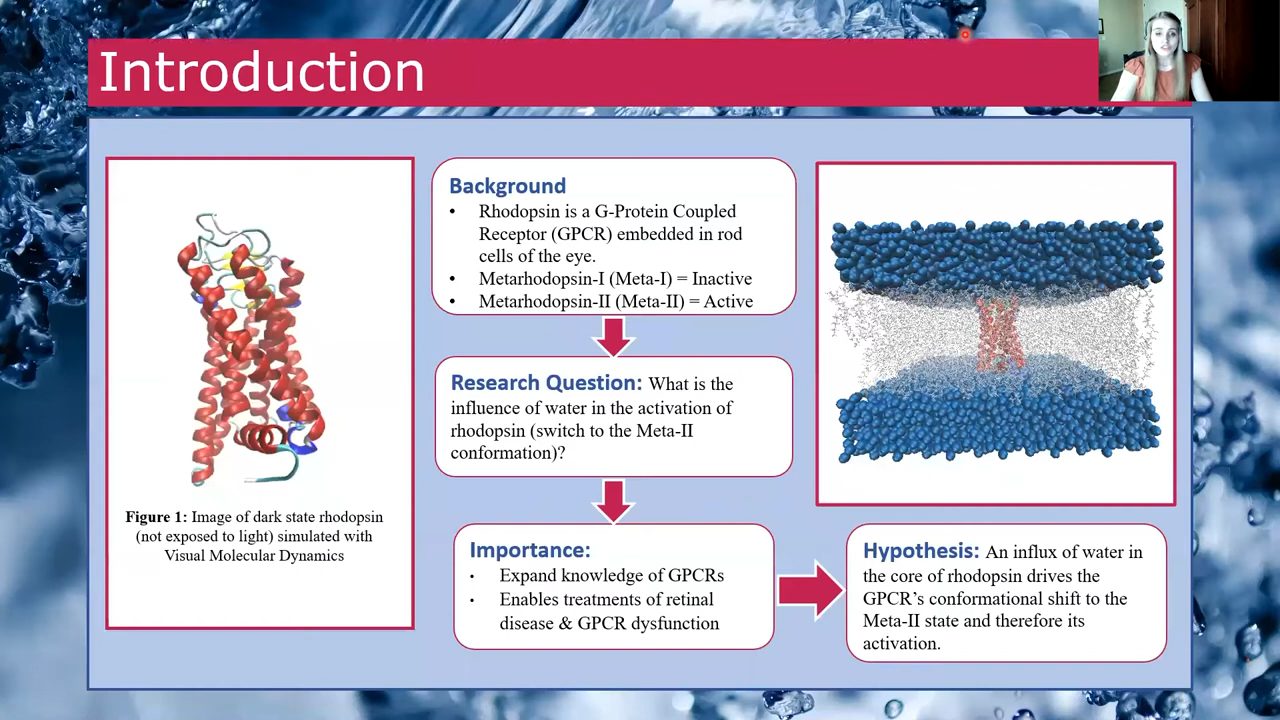 Introduction
Background
• Rhodopsin is a G-Protein Coupled
Receptor (GPCR) embedded in rod
cells of the eye.
• Metarhodopsin-I (Meta-I) = Inactive
• Metarhodopsin-II (Meta-II) = Active
Research Question: What is the
influence of water in the activation of
rhodopsin (switch to the Meta-II
conformation)?
Figure 1: Image of dark state rhodopsin
(not exposed to light) simulated with
Visual Molecular Dynamics
Importance:
• Expand knowledge of GPCRs
• Enables treatments of retinal
disease & GPCR dysfunction
Hypothesis: An influx of water in
the core of rhodopsin drives the
GPCR's conformational shift to the
Meta-II state and therefore its
activation.